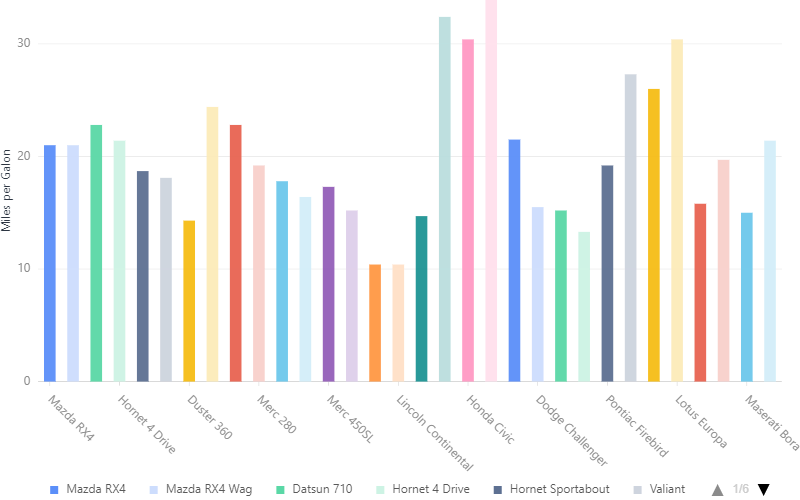 30
20
10
0
Miles per Galon
Mazda RX4
Hornet 4 Drive
Duster 360
Merc 280
Merc 450SL
Lincoln Continental
Honda Civic
Dodge Challenger
Pontiac Firebird
Lotus Europa
Maserati Bora
Mazda RX4 Mazda RX4 Wag Datsun 710 Hornet 4 Drive Hornet Sportabout Valiant 1/6